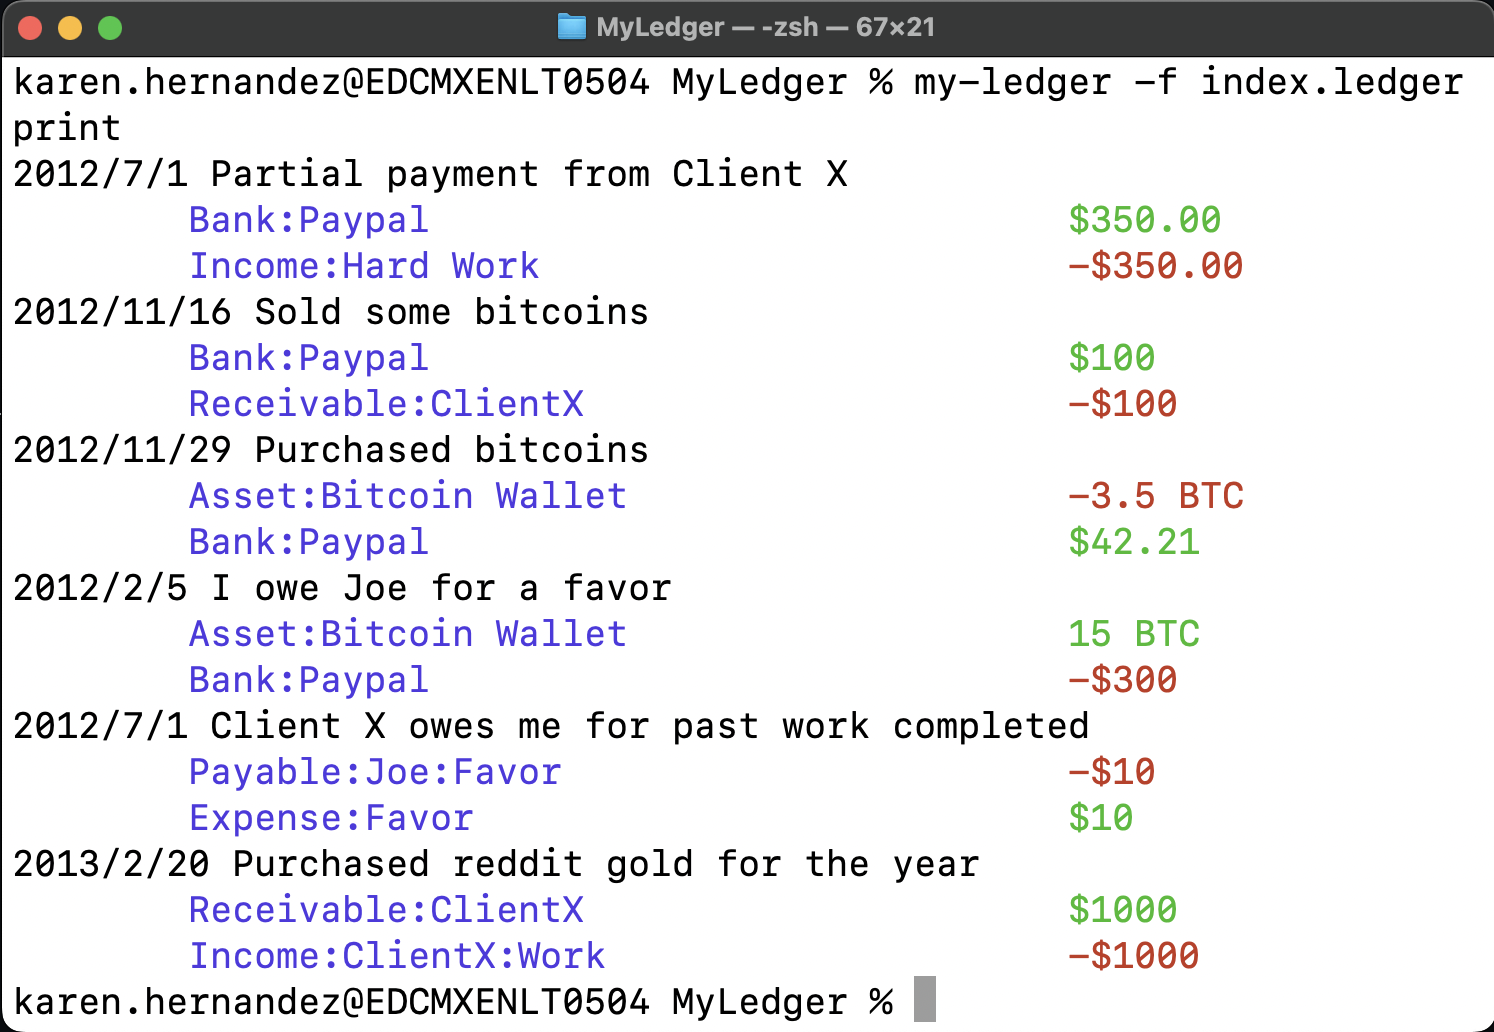 MyLedger — -zsh — 67×21
karen.hernandez@EDCMXENLT0504 MyLedger % my-ledger -f index.ledger
print
2012/7/1 Partial payment from Client X
Bank:Paypal $350.00
Income:Hard Work -$350.00
2012/11/16 Sold some bitcoins
Bank:Paypal $100
Receivable:ClientX -$100
2012/11/29 Purchased bitcoins
Asset:Bitcoin Wallet -3.5 BTC
Bank:Paypal $42.21
2012/2/5 I owe Joe for a favor
Asset:Bitcoin Wallet 15 BTC
Bank:Paypal -$300
2012/7/1 Client X owes me for past work completed
Payable:Joe:Favor -$10
Expense:Favor $10
2013/2/20 Purchased reddit gold for the year
Receivable:ClientX $1000
Income:ClientX:Work -$1000
karen.hernandez@EDCMXENLT0504 MyLedger %